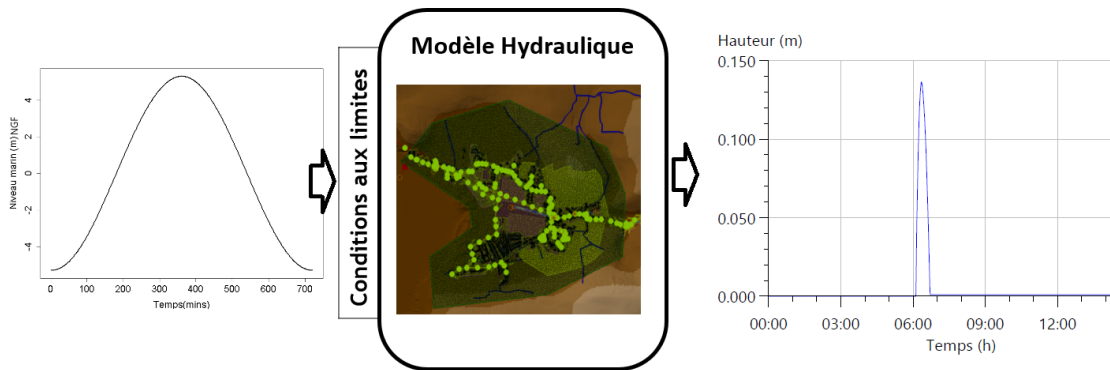 Niveau marin (m)NGF
4
2
0
-2
-4
0 100 200 300 400 500 600 700
Temps(mins)
Conditions aux limites
Modèle Hydraulique
Hauteur (m)
0.150
0.100
0.050
0.000
00:00 03:00 06:00 09:00 12:00
Temps (h)